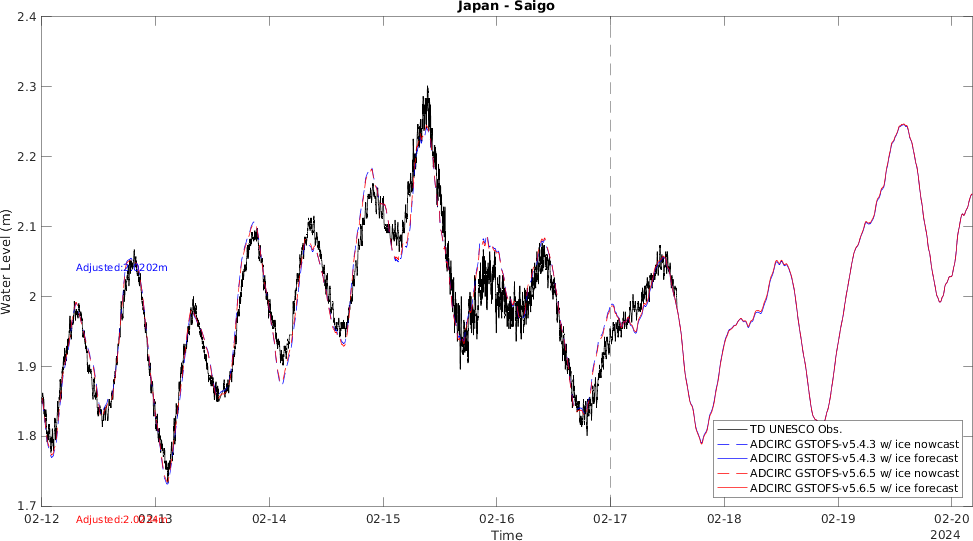 Japan - Saigo
2.4
2.3
2.2
2.1
2
1.9
1.8
1.7
Water Level (m)
Adjusted:2.0202m
TD UNESCO Obs.
ADCIRC GSTOFS-v5.4.3 w/ ice nowcast
ADCIRC GSTOFS-v5.4.3 w/ ice forecast
ADCIRC GSTOFS-v5.6.5 w/ ice nowcast
ADCIRC GSTOFS-v5.6.5 w/ ice forecast
02-12 02-13 02-14 02-15 02-16 02-17 02-18 02-19 02-20
Time
2024